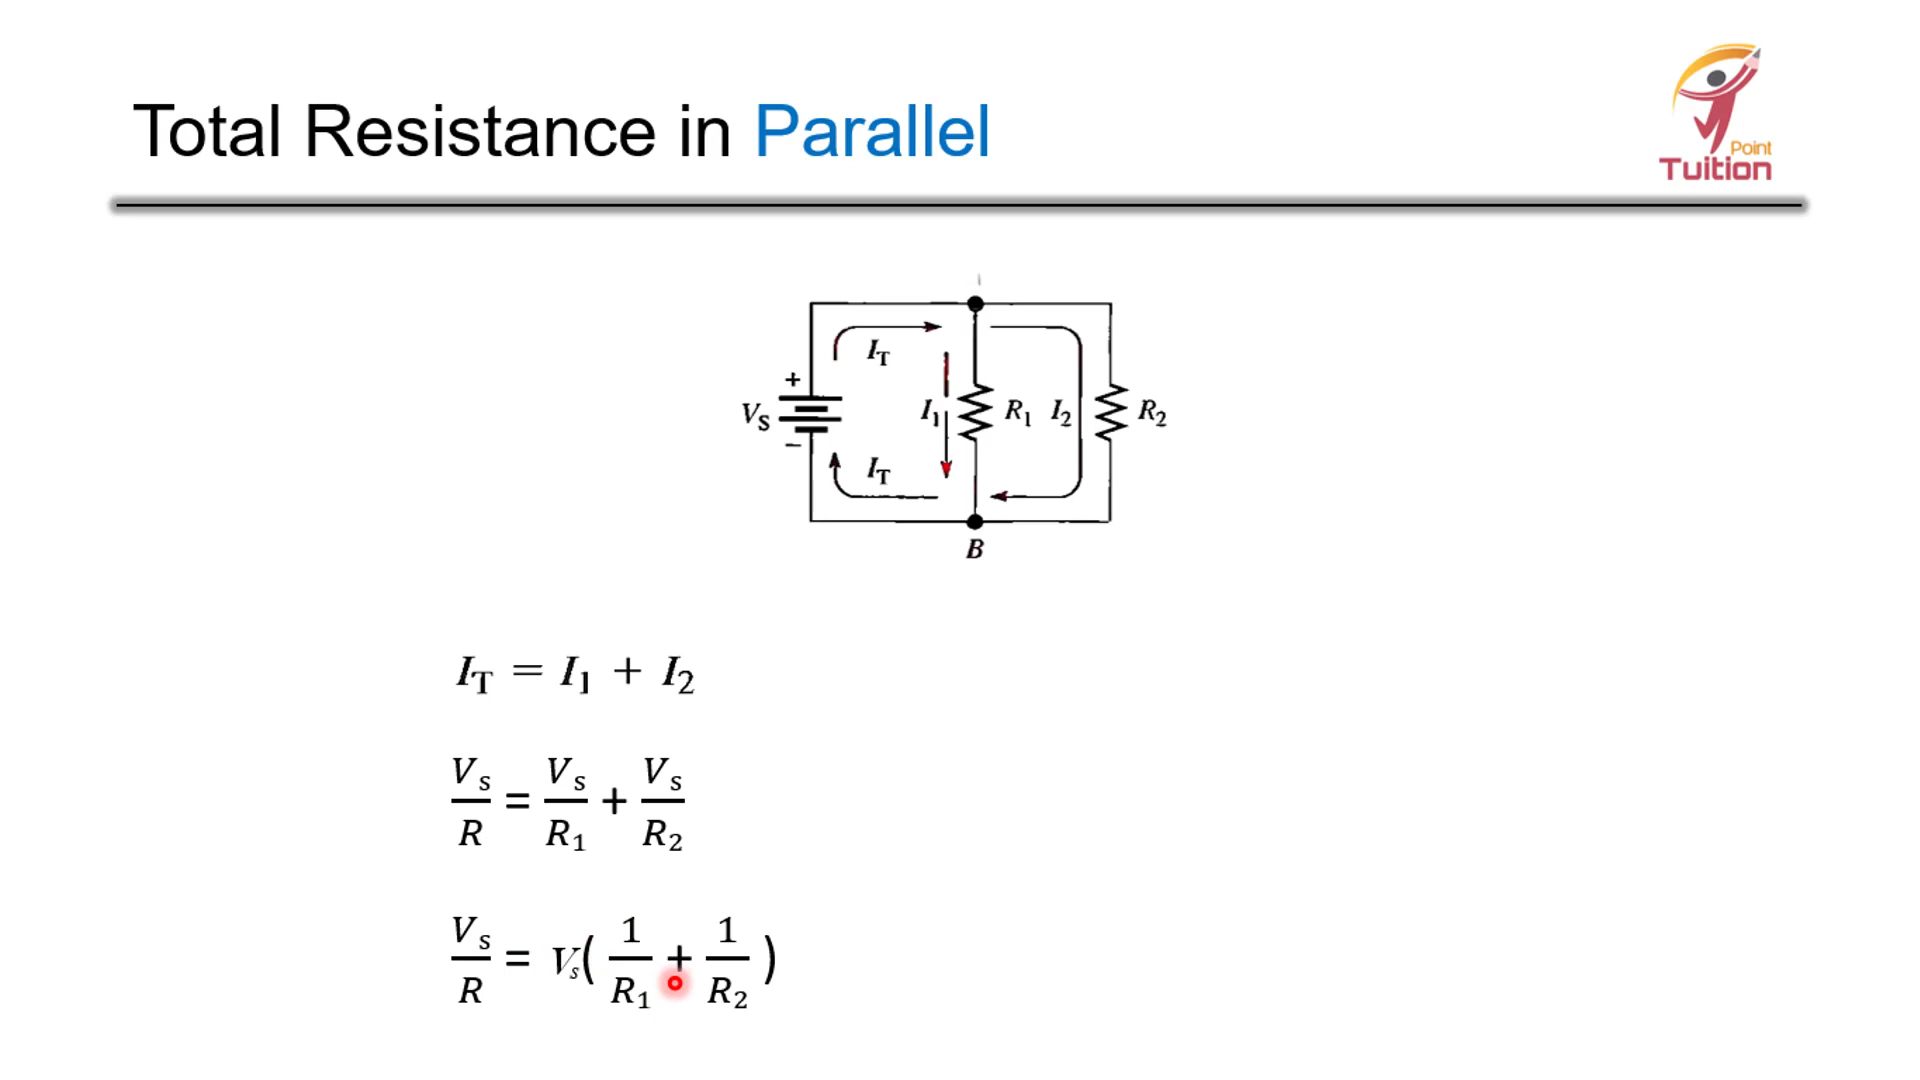 Total Resistance in Parallel
Point
Tuition
I_T
+
V_S
I_1 R_1 I_2 R_2
−
I_T
B
I_T = I_1 + I_2
V_s/R = V_s/R_1 + V_s/R_2
V_s/R = V_s( 1/R_1 + 1/R_2 )